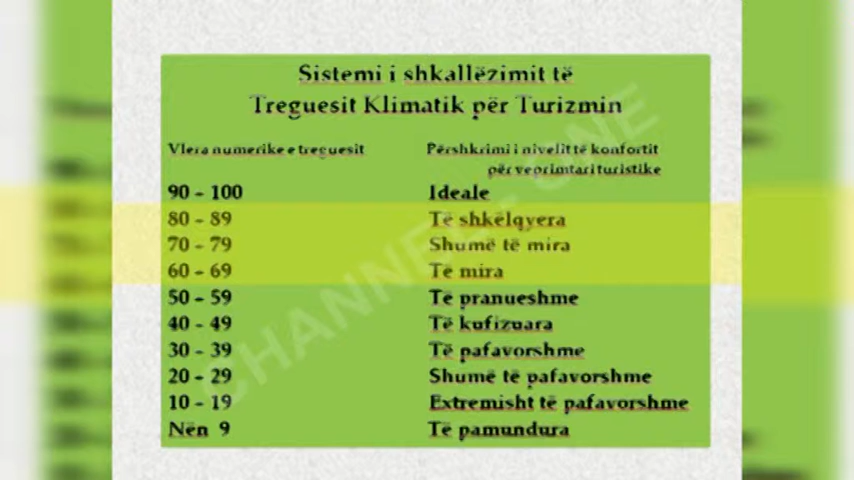 Sistemi i shkallëzimit të
Treguesit Klimatik për Turizmin
Vlera numerike e treguesit Përshkrimi i nivelit të konfortit
për veprimtari turistike
90 - 100 Ideale
80 - 89 Të shkëlqyera
70 - 79 Shumë të mira
60 - 69 Të mira
50 - 59 Të pranueshme
40 - 49 Të kufizuara
30 - 39 Të pafavorshme
20 - 29 Shumë të pafavorshme
10 - 19 Extremisht të pafavorshme
Nën 9 Të pamundura
CHANNEL ONE